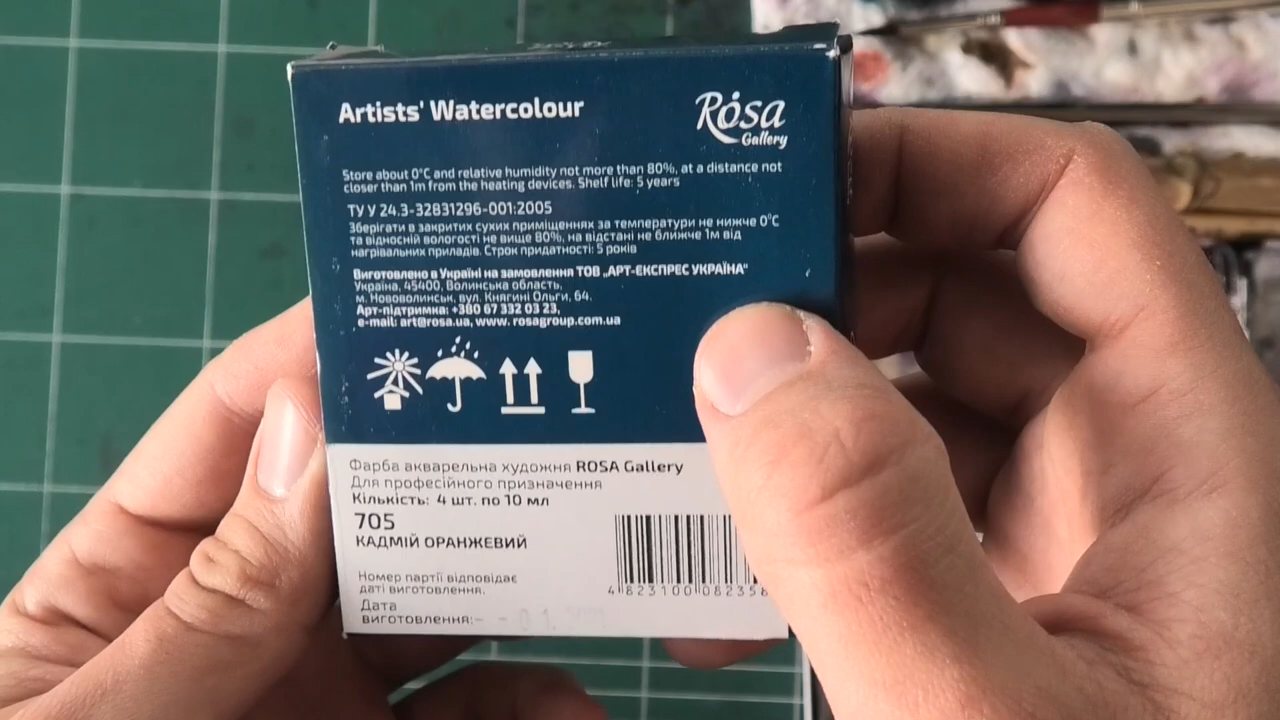 Artists' Watercolour
Rosa
Gallery
Store about 0°C and relative humidity not more than 80%, at a distance not
closer than 1m from the heating devices. Shelf life: 5 years
ТУ У 24.3-32831296-001:2005
Зберігати в закритих сухих приміщеннях за температури не нижче 0°С
та відносній вологості не вище 80%, на відстані не ближче 1м від
нагрівальних приладів. Строк придатності: 5 років
Виготовлено в Україні на замовлення ТОВ „АРТ-ЕКСПРЕС УКРАЇНА"
Україна, 45400, Волинська область,
м. Нововолинськ, вул. Княгині Ольги, 64.
Арт-підтримка: +380 67 332 03 23,
e-mail: art@rosa.ua, www. rosagroup.com.ua
Фарба акварельна художня ROSA Gallery
Для професійного призначення
Кількість: 4 шт. по 10 мл
705
КАДМІЙ ОРАНЖЕВИЙ
Номер партії відповідає
даті виготовлення.
Дата
виготовлення:
4 823100 082358